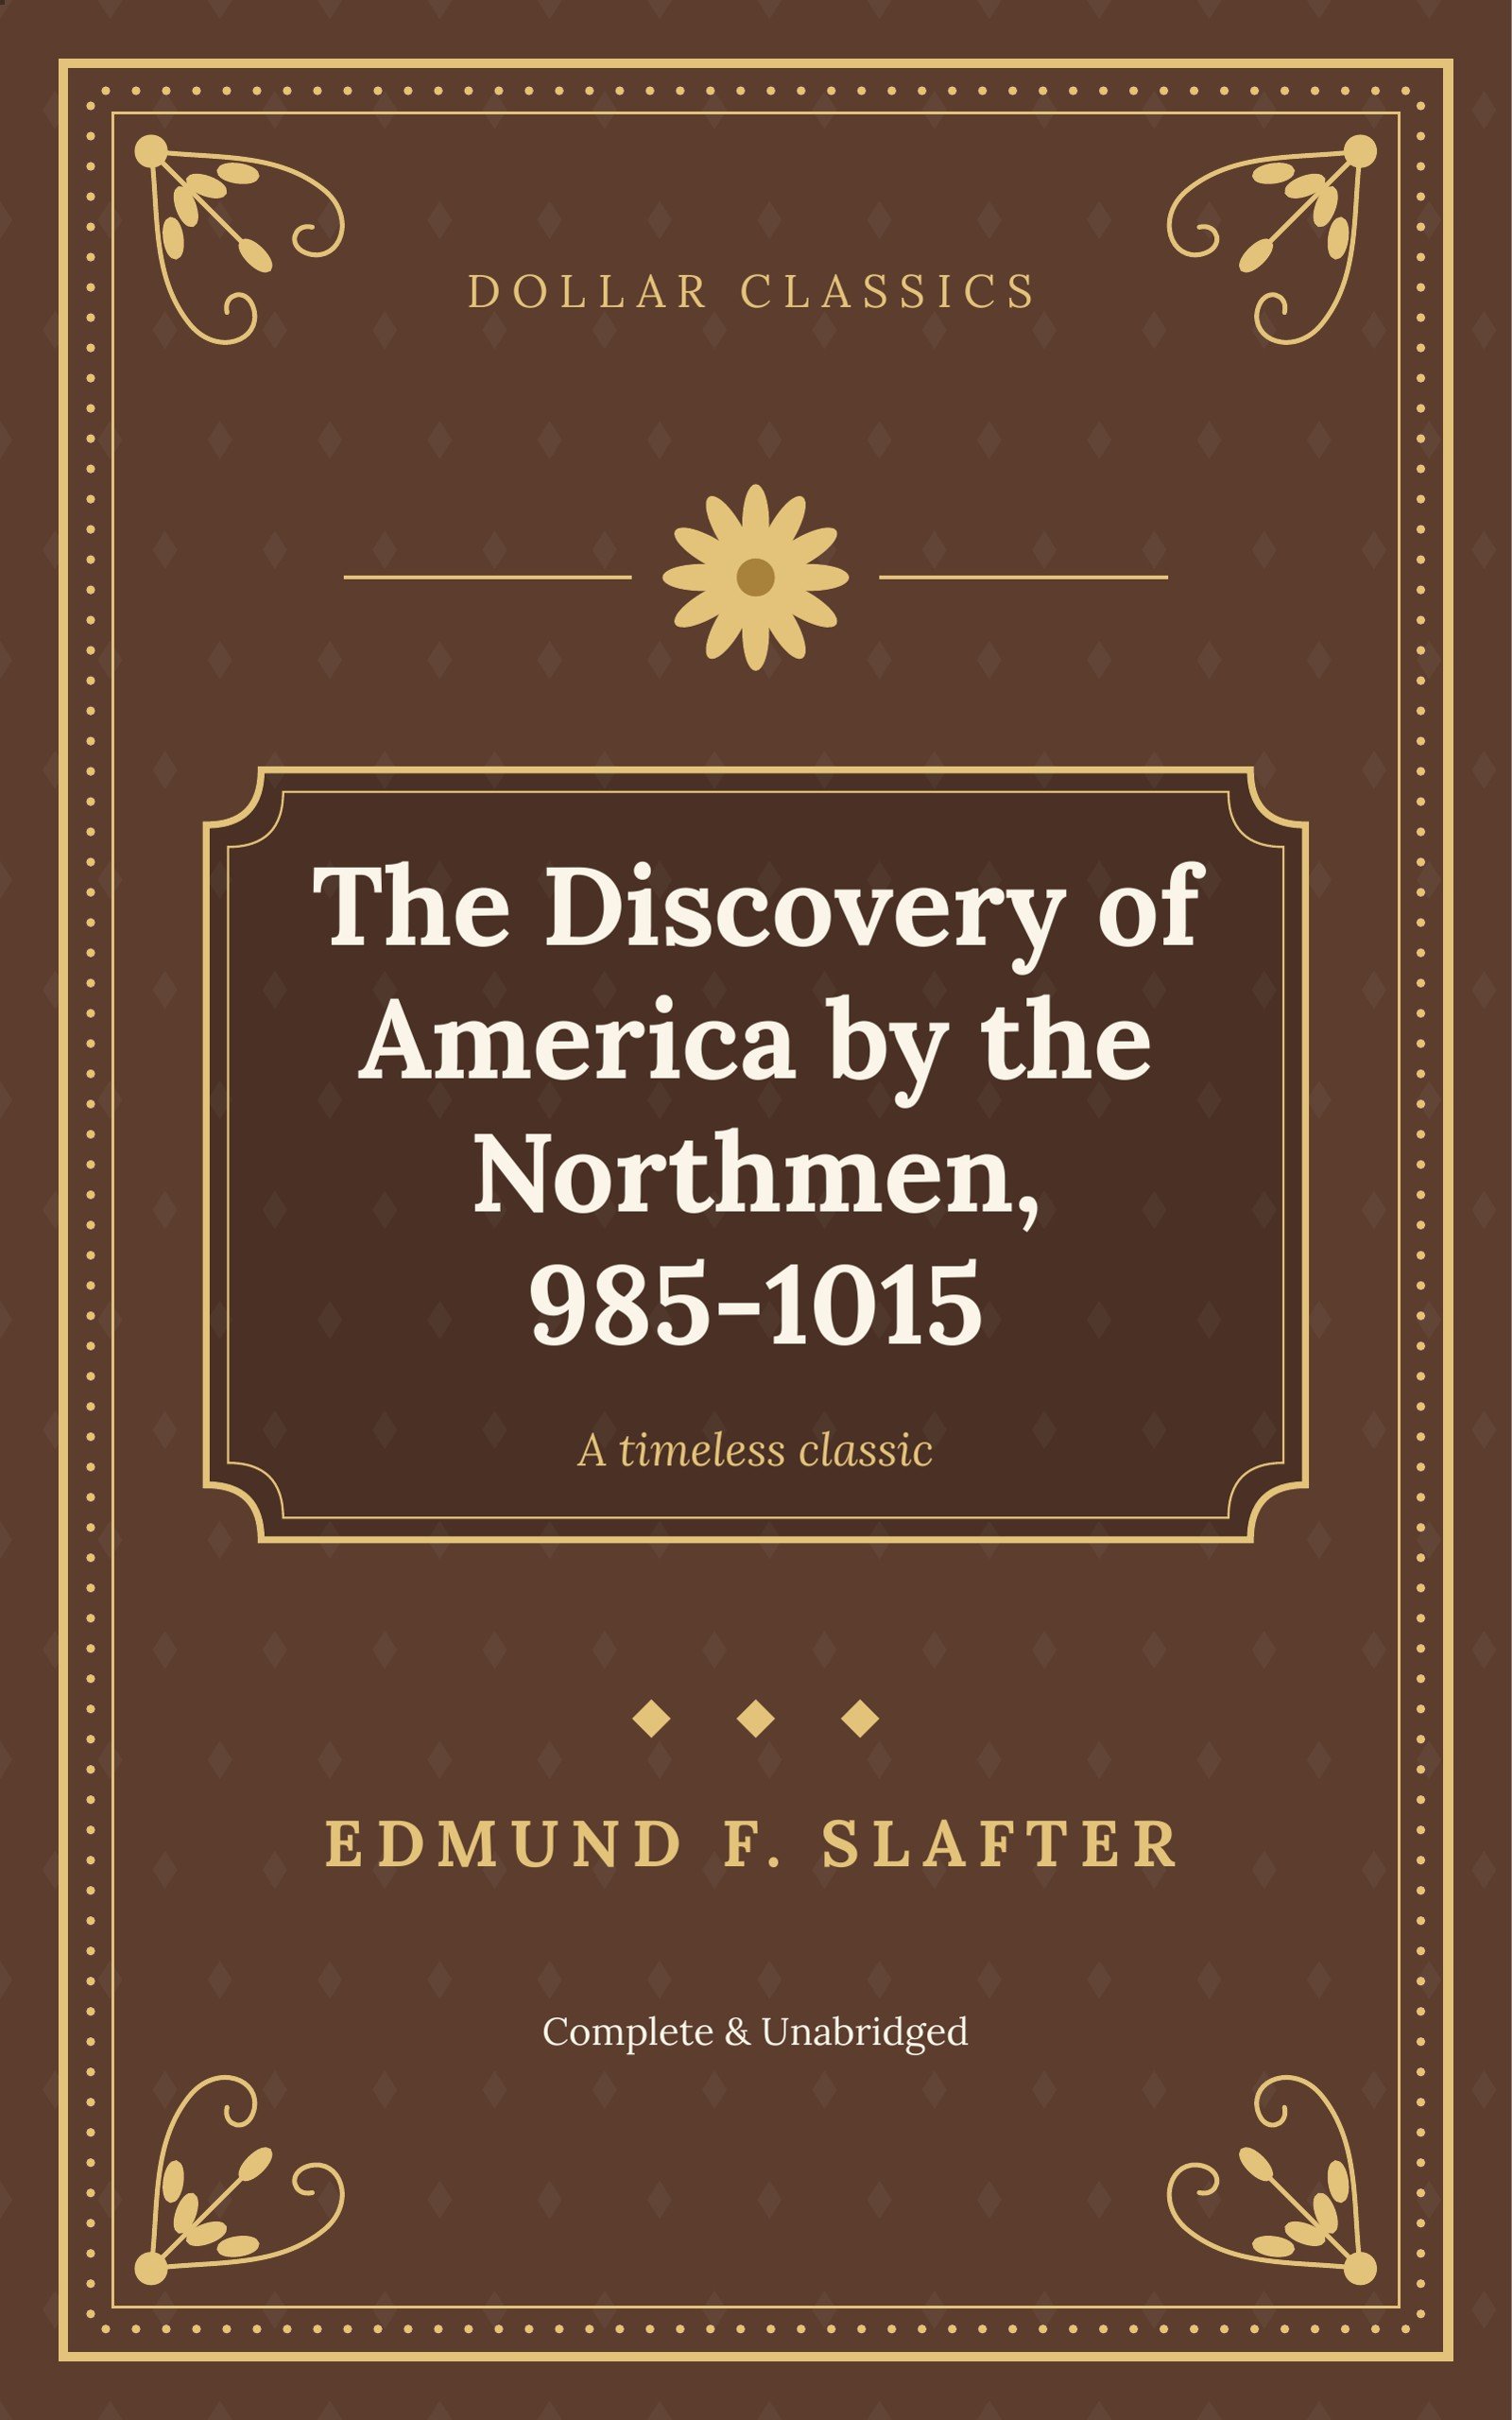 DOLLAR CLASSICS
The Discovery of
America by the
Northmen,
985–1015
A timeless classic
EDMUND F. SLAFTER
Complete & Unabridged